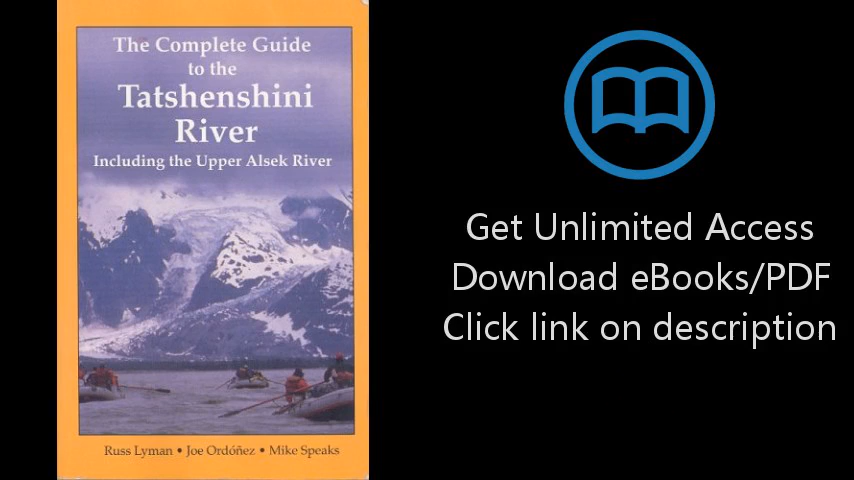 The Complete Guide
to the
Tatshenshini
River
Including the Upper Alsek River
Russ Lyman • Joe Ordóñez • Mike Speaks
Get Unlimited Access
Download eBooks/PDF
Click link on description